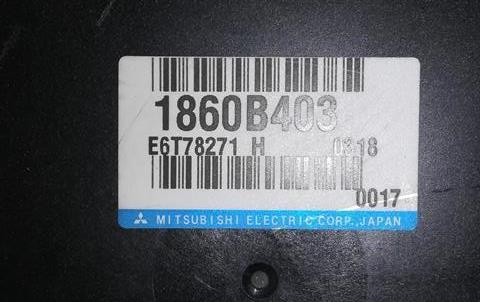 1860B403
E6T78271 H 0318
0017
MITSUBISHI ELECTRIC CORP., JAPAN